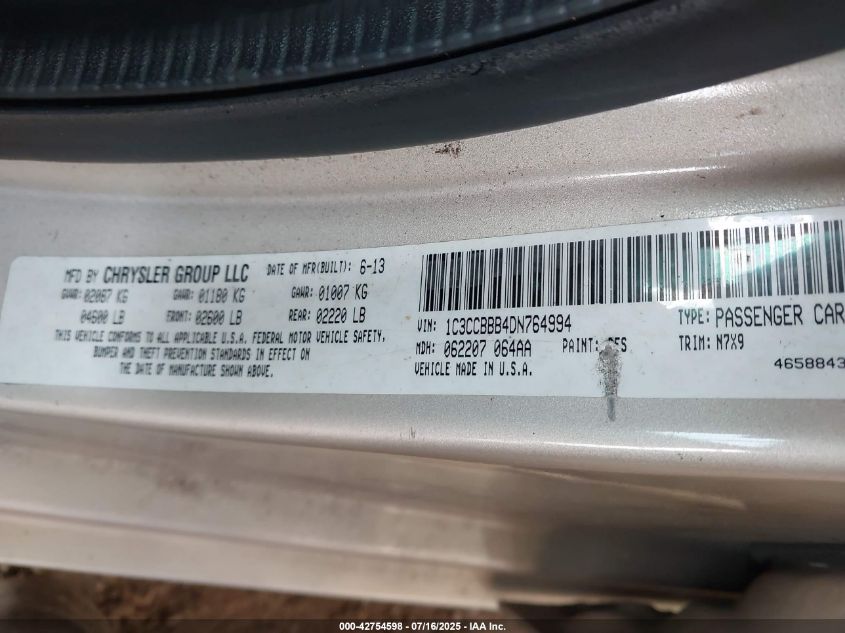 MFD BY CHRYSLER GROUP LLC DATE OF MFR(BUILT): 6-13
GVWR: 02087 KG GAWR: 01180 KG GAWR: 01007 KG
04600 LB FRONT: 02600 LB REAR: 02220 LB
THIS VEHICLE CONFORMS TO ALL APPLICABLE U.S.A. FEDERAL MOTOR VEHICLE SAFETY,
BUMPER AND THEFT PREVENTION STANDARDS IN EFFECT ON
THE DATE OF MANUFACTURE SHOWN ABOVE.
VIN: 1C3CCBBB4DN764994 TYPE: PASSENGER CAR
MDH: 062207 064AA PAINT: TRIM: N7X9
VEHICLE MADE IN U.S.A. 4658843
000-42754598 - 07/16/2025 - IAA Inc.